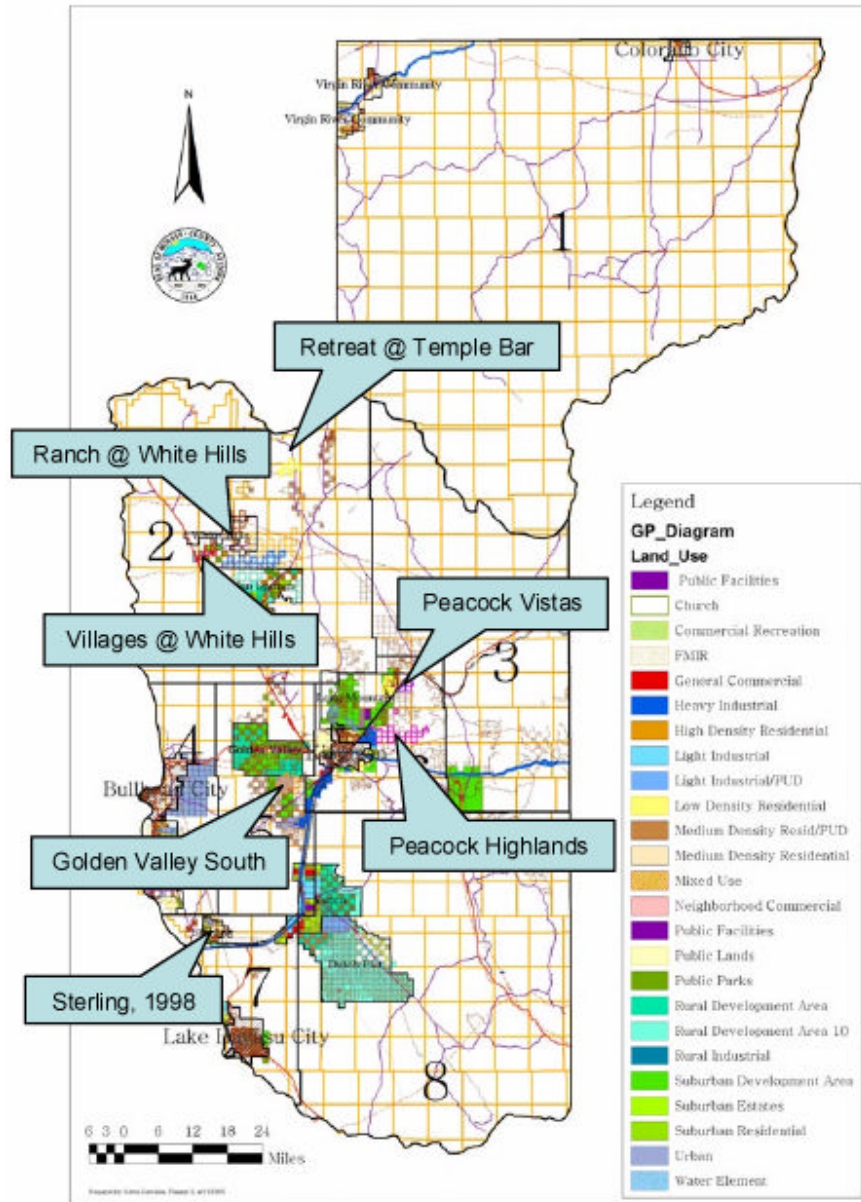 Colorado City
Virgin River Community
Virgin River Community
N
1
Retreat @ Temple Bar
Ranch @ White Hills
2
Villages @ White Hills
Peacock Vistas
3
4
Golden Valley
Bullhead City
Golden Valley South
Peacock Highlands
Sterling, 1998
7
Lake Havasu City
8
6 3 0 6 12 18 24
Miles
Legend
GP_Diagram
Land_Use
Public Facilities
Church
Commercial Recreation
FMIR
General Commercial
Heavy Industrial
High Density Residential
Light Industrial
Light Industrial/PUD
Low Density Residential
Medium Density Resid/PUD
Medium Density Residential
Mixed Use
Neighborhood Commercial
Public Facilities
Public Lands
Public Parks
Rural Development Area
Rural Development Area 10
Rural Industrial
Suburban Development Area
Suburban Estates
Suburban Residential
Urban
Water Element